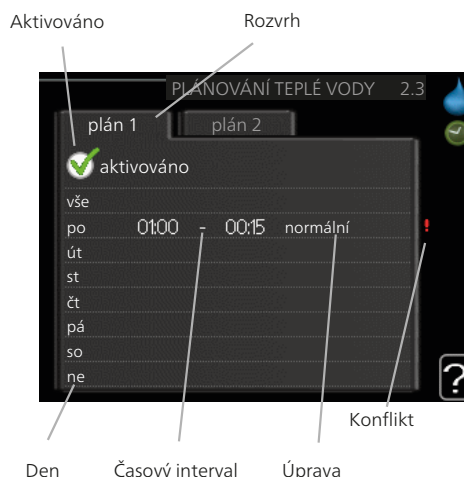 Aktivováno Rozvrh
PLÁNOVÁNÍ TEPLÉ VODY 2.3
plán 1 plán 2
aktivováno
vše
po 01:00 - 00:15 normální !
út
st
čt
pá
so
ne
?
Konflikt
Den Časový interval Úprava